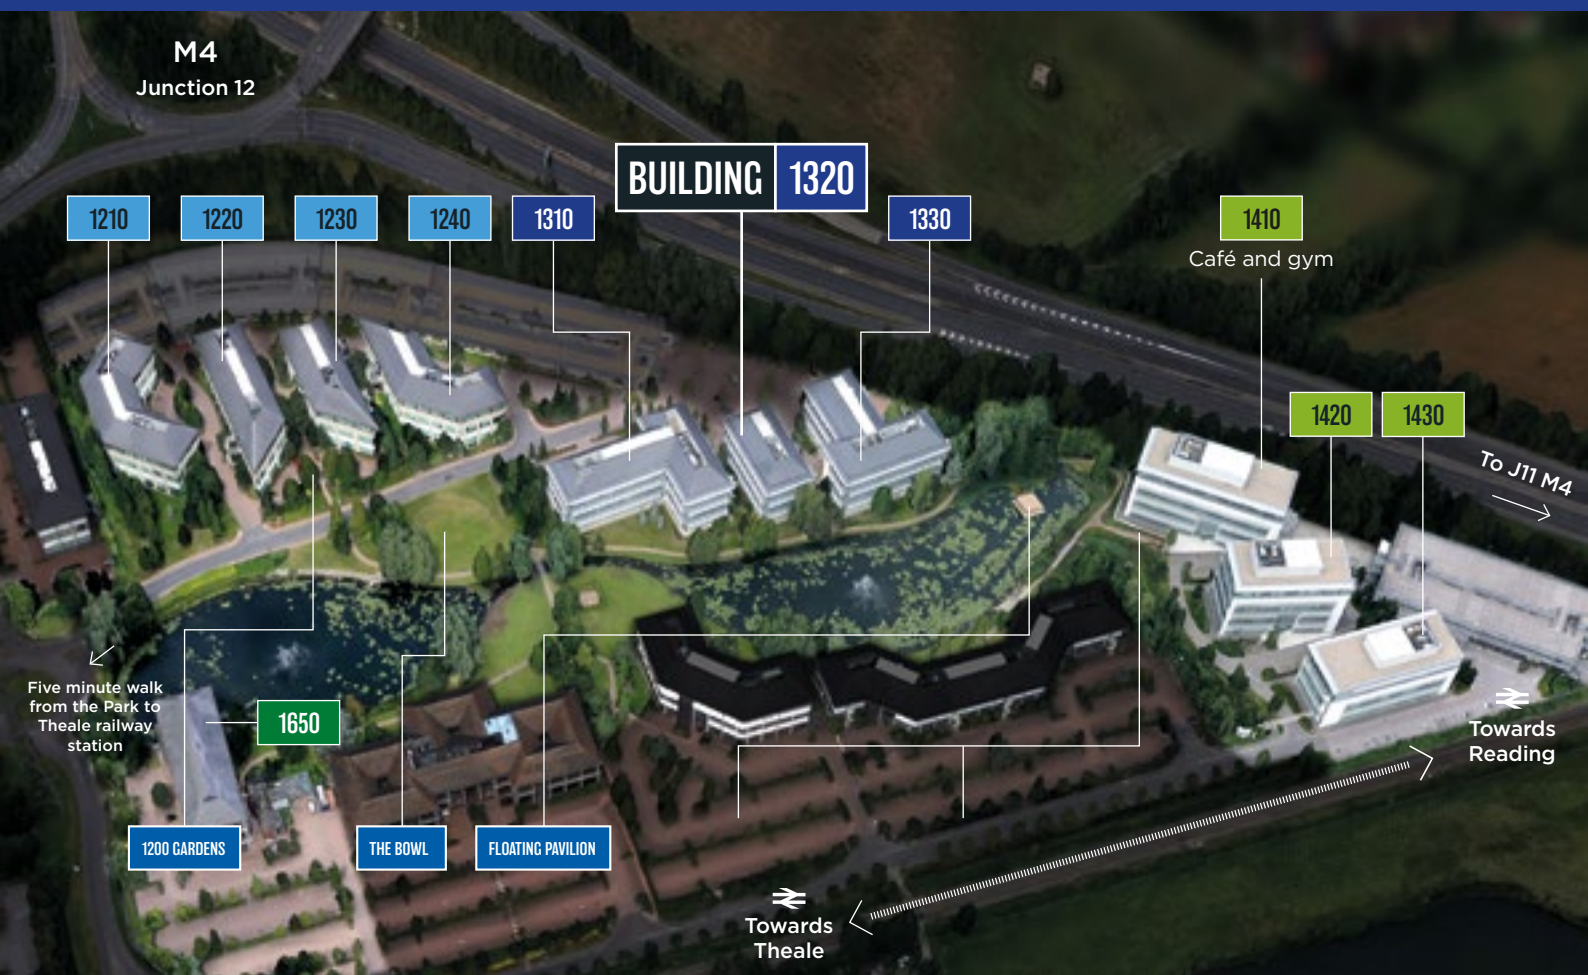 M4
Junction 12
BUILDING 1320
1210
1220
1230
1240
1310
1330
1410
Café and gym
1420
1430
To J11 M4
Five minute walk
from the Park to
Theale railway
station
1650
Towards
Reading
1200 GARDENS
THE BOWL
FLOATING PAVILION
Towards
Theale